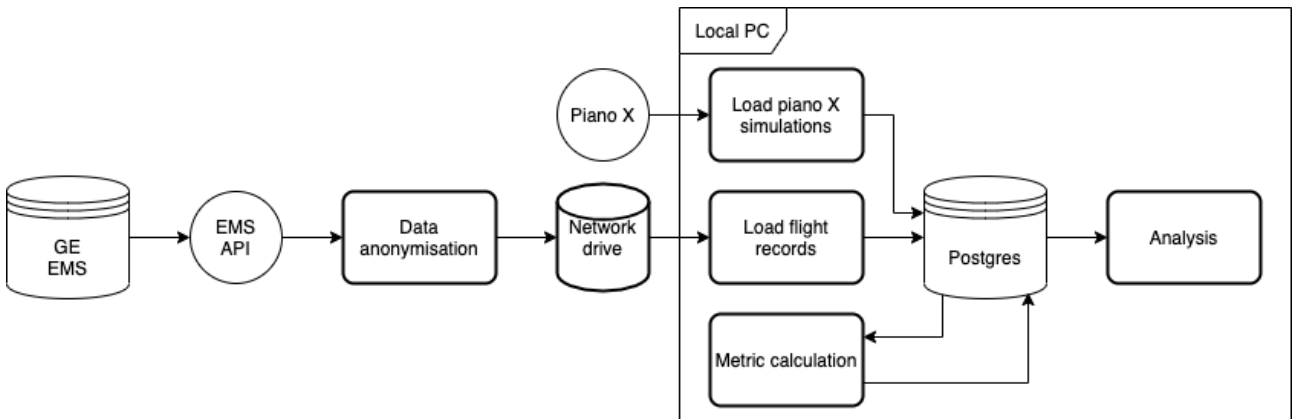 Local PC
Piano X
Load piano X
simulations
GE
EMS
EMS
API
Data
anonymisation
Network
drive
Load flight
records
Postgres
Analysis
Metric calculation